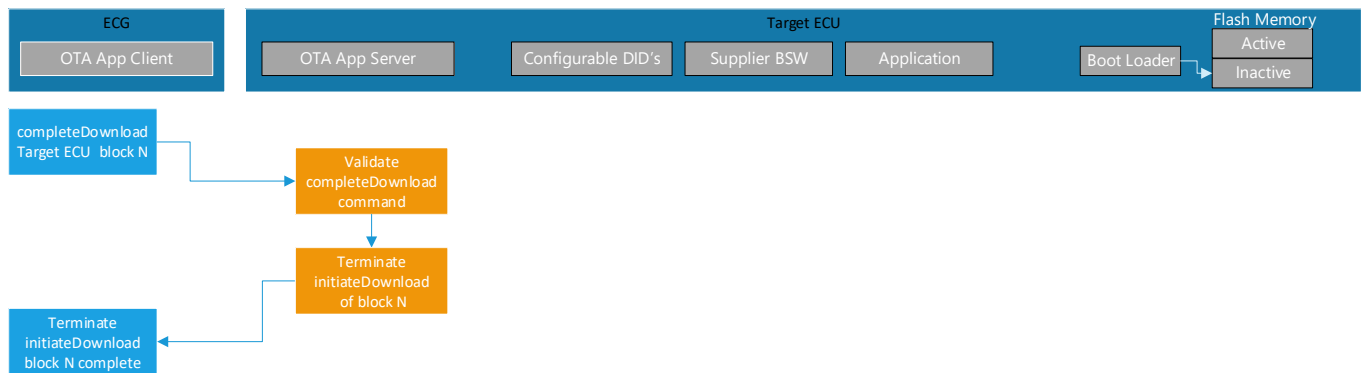 ECG
Target ECU
Flash Memory
OTA App Client
OTA App Server
Configurable DID's
Supplier BSW
Application
Boot Loader
Active
Inactive
completeDownload
Target ECU block N
Validate
completeDownload
command
Terminate
initiateDownload
of block N
Terminate
initiateDownload
block N complete